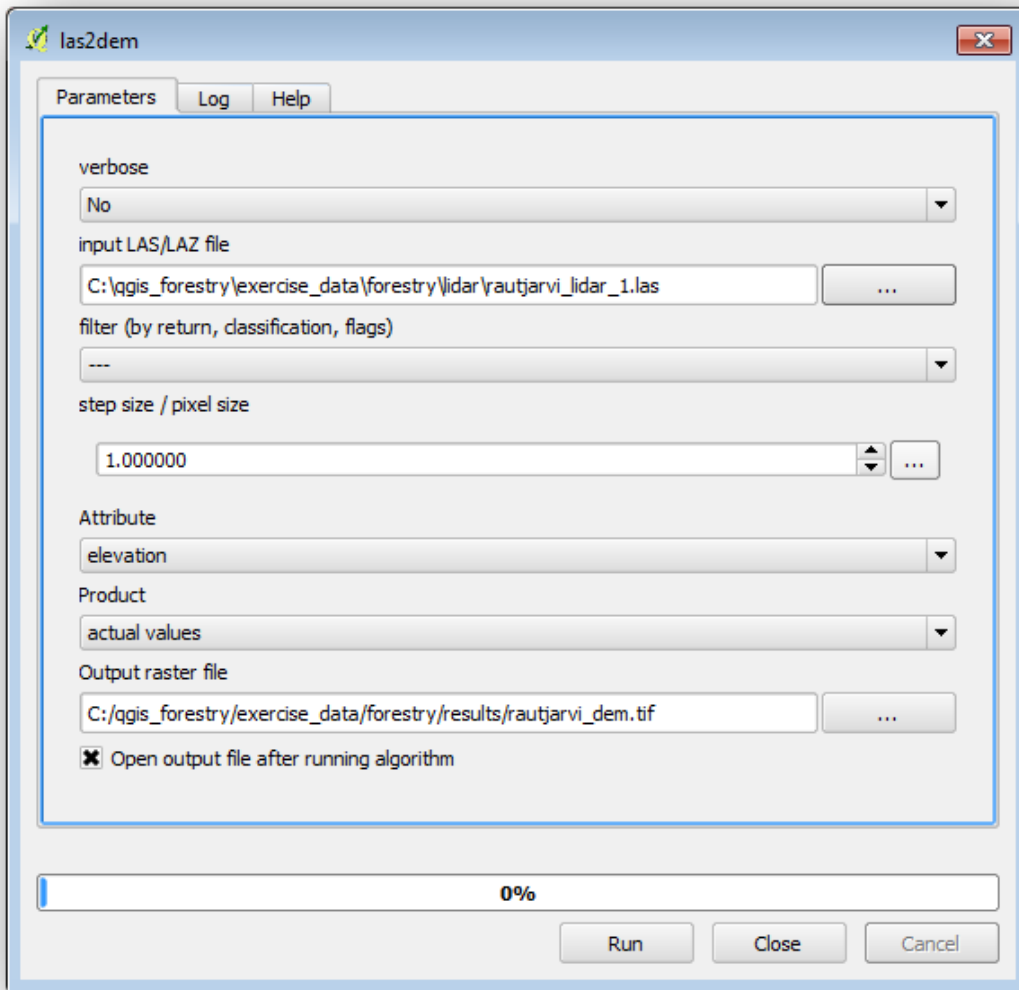 las2dem
Parameters Log Help
verbose
No
input LAS/LAZ file
C:\qgis_forestry\exercise_data\forestry\lidar\rautjarvi_lidar_1.las ...
filter (by return, classification, flags)
---
step size / pixel size
1.000000 ...
Attribute
elevation
Product
actual values
Output raster file
C:/qgis_forestry/exercise_data/forestry/results/rautjarvi_dem.tif ...
Open output file after running algorithm
0%
Run Close Cancel